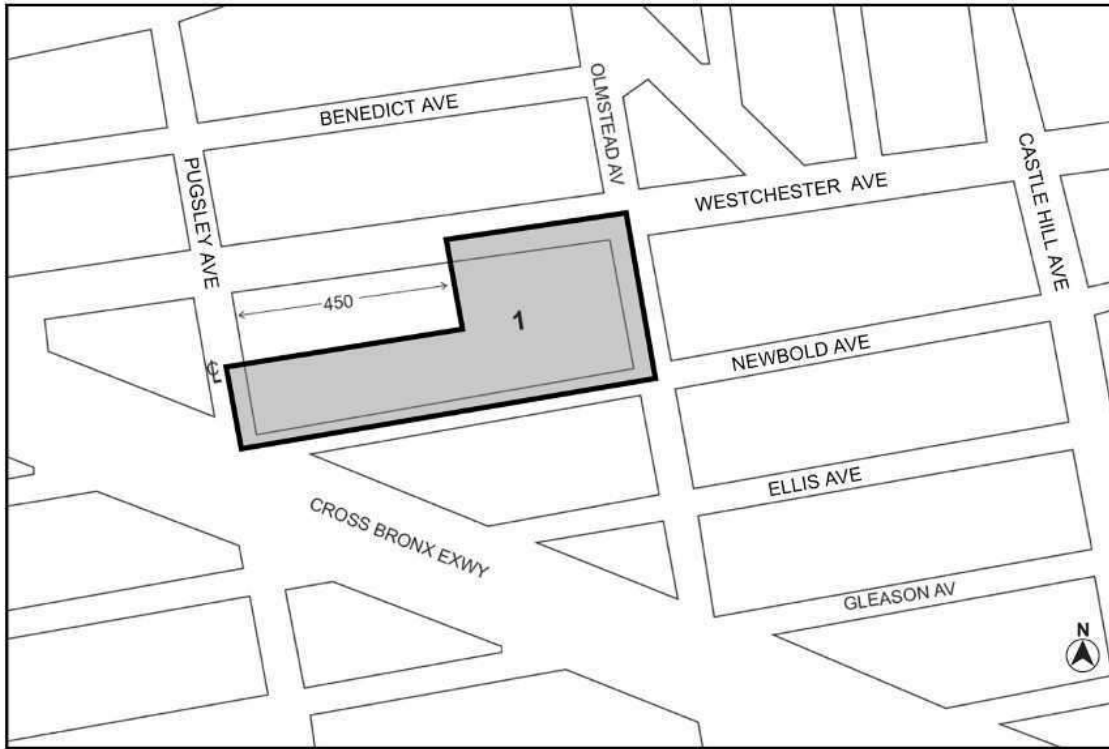 OLMSTEAD AV
BENEDICT AVE
PUGSLEY AVE
WESTCHESTER AVE
CASTLE HILL AVE
450
1
NEWBOLD AVE
ELLIS AVE
CROSS BRONX EXWY
GLEASON AV
N